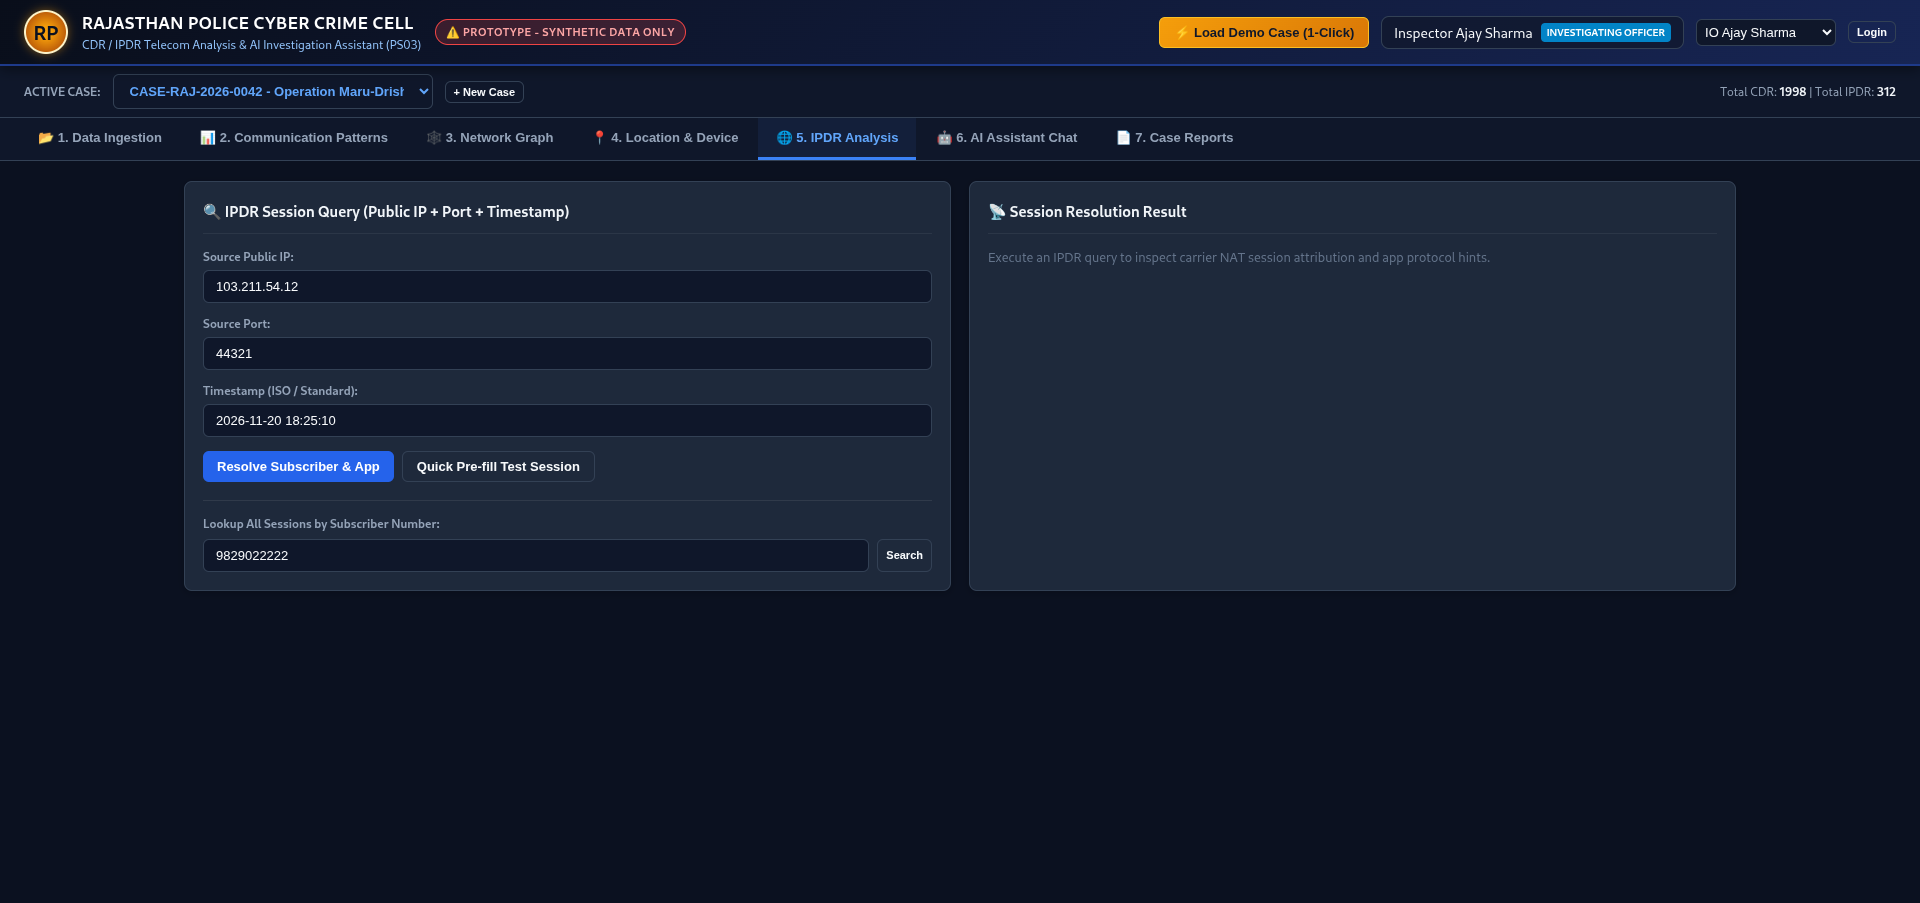 RP
RAJASTHAN POLICE CYBER CRIME CELL
CDR / IPDR Telecom Analysis & AI Investigation Assistant (PS03)
⚠️ PROTOTYPE - SYNTHETIC DATA ONLY
⚡ Load Demo Case (1-Click)
Inspector Ajay Sharma INVESTIGATING OFFICER
IO Ajay Sharma
Login
ACTIVE CASE: CASE-RAJ-2026-0042 - Operation Maru-Drish
+ New Case
Total CDR: 1998 | Total IPDR: 312
📂 1. Data Ingestion
📊 2. Communication Patterns
🕸️ 3. Network Graph
📍 4. Location & Device
🌐 5. IPDR Analysis
🤖 6. AI Assistant Chat
📄 7. Case Reports
🔍 IPDR Session Query (Public IP + Port + Timestamp)
Source Public IP:
103.211.54.12
Source Port:
44321
Timestamp (ISO / Standard):
2026-11-20 18:25:10
Resolve Subscriber & App
Quick Pre-fill Test Session
Lookup All Sessions by Subscriber Number:
9829022222
Search
📡 Session Resolution Result
Execute an IPDR query to inspect carrier NAT session attribution and app protocol hints.